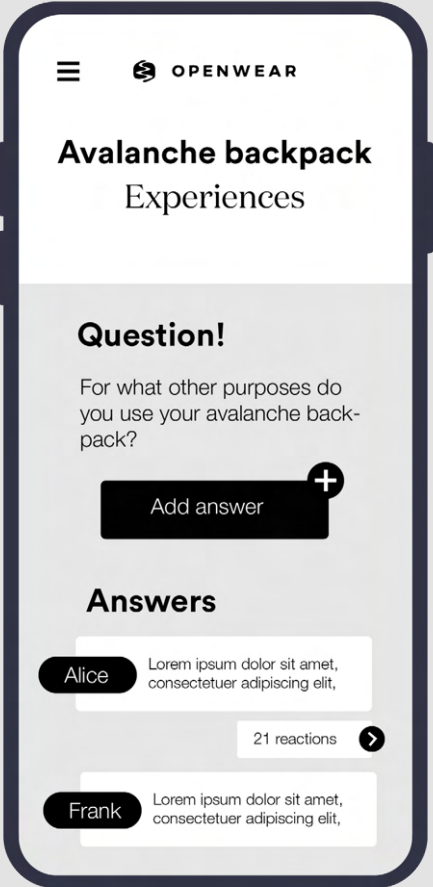 OPENWEAR
Avalanche backpack
Experiences
Question!
For what other purposes do
you use your avalanche back-
pack?
Add answer
Answers
Alice
Lorem ipsum dolor sit amet,
consectetuer adipiscing elit,
21 reactions
Frank
Lorem ipsum dolor sit amet,
consectetuer adipiscing elit,